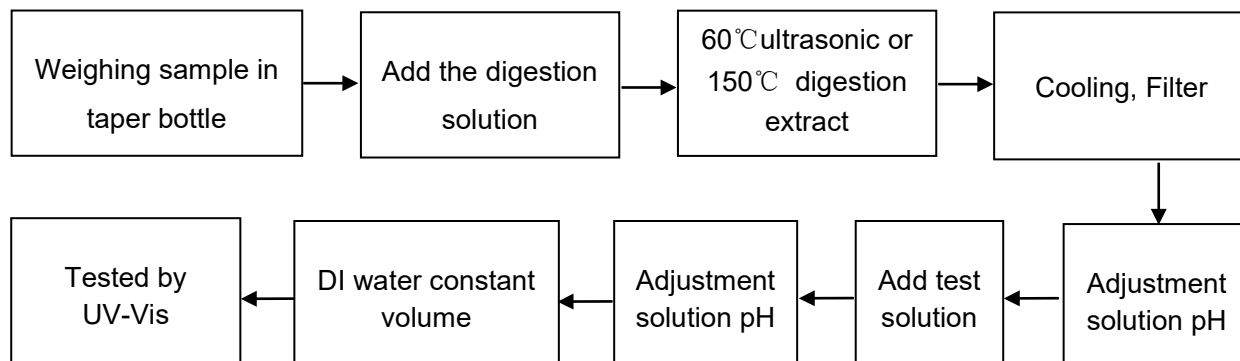 Weighing sample in
taper bottle
Add the digestion
solution
60℃ultrasonic or
150℃ digestion
extract
Cooling, Filter
Adjustment
solution pH
Add test
solution
Adjustment
solution pH
DI water constant
volume
Tested by
UV-Vis